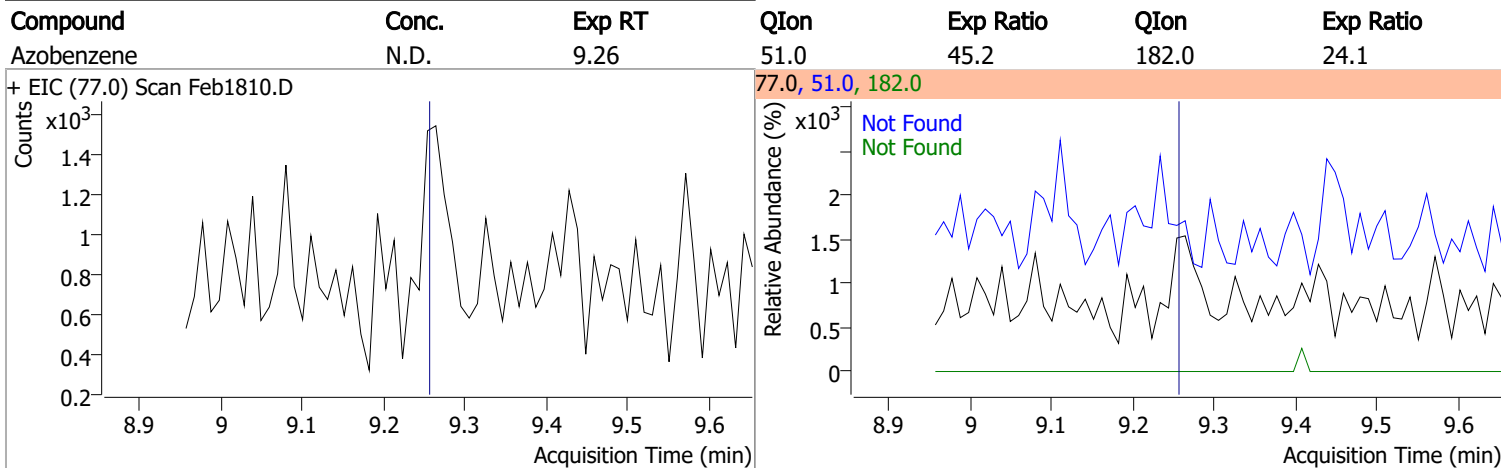 Compound Conc. Exp RT QIon Exp Ratio QIon Exp Ratio
Azobenzene N.D. 9.26 51.0 45.2 182.0 24.1
+ EIC (77.0) Scan Feb1810.D
Counts
x10³
1.4
1.2
1
0.8
0.6
0.4
0.2
8.9 9 9.1 9.2 9.3 9.4 9.5 9.6
Acquisition Time (min)
77.0, 51.0, 182.0
Relative Abundance (%)
x10³
Not Found
Not Found
2
1.5
1
0.5
0
8.9 9 9.1 9.2 9.3 9.4 9.5 9.6
Acquisition Time (min)